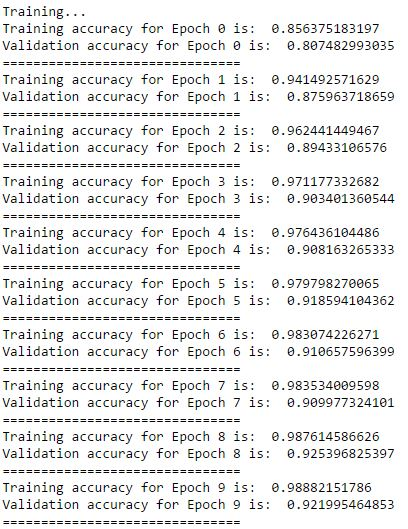 Training...
Training accuracy for Epoch 0 is:  0.856375183197
Validation accuracy for Epoch 0 is:  0.807482993035
==============================
Training accuracy for Epoch 1 is:  0.941492571629
Validation accuracy for Epoch 1 is:  0.875963718659
==============================
Training accuracy for Epoch 2 is:  0.962441449467
Validation accuracy for Epoch 2 is:  0.89433106576
==============================
Training accuracy for Epoch 3 is:  0.971177332682
Validation accuracy for Epoch 3 is:  0.903401360544
==============================
Training accuracy for Epoch 4 is:  0.976436104486
Validation accuracy for Epoch 4 is:  0.908163265333
==============================
Training accuracy for Epoch 5 is:  0.979798270065
Validation accuracy for Epoch 5 is:  0.918594104362
==============================
Training accuracy for Epoch 6 is:  0.983074226271
Validation accuracy for Epoch 6 is:  0.910657596399
==============================
Training accuracy for Epoch 7 is:  0.983534009598
Validation accuracy for Epoch 7 is:  0.909977324101
==============================
Training accuracy for Epoch 8 is:  0.987614586626
Validation accuracy for Epoch 8 is:  0.925396825397
==============================
Training accuracy for Epoch 9 is:  0.98882151786
Validation accuracy for Epoch 9 is:  0.921995464853
==============================